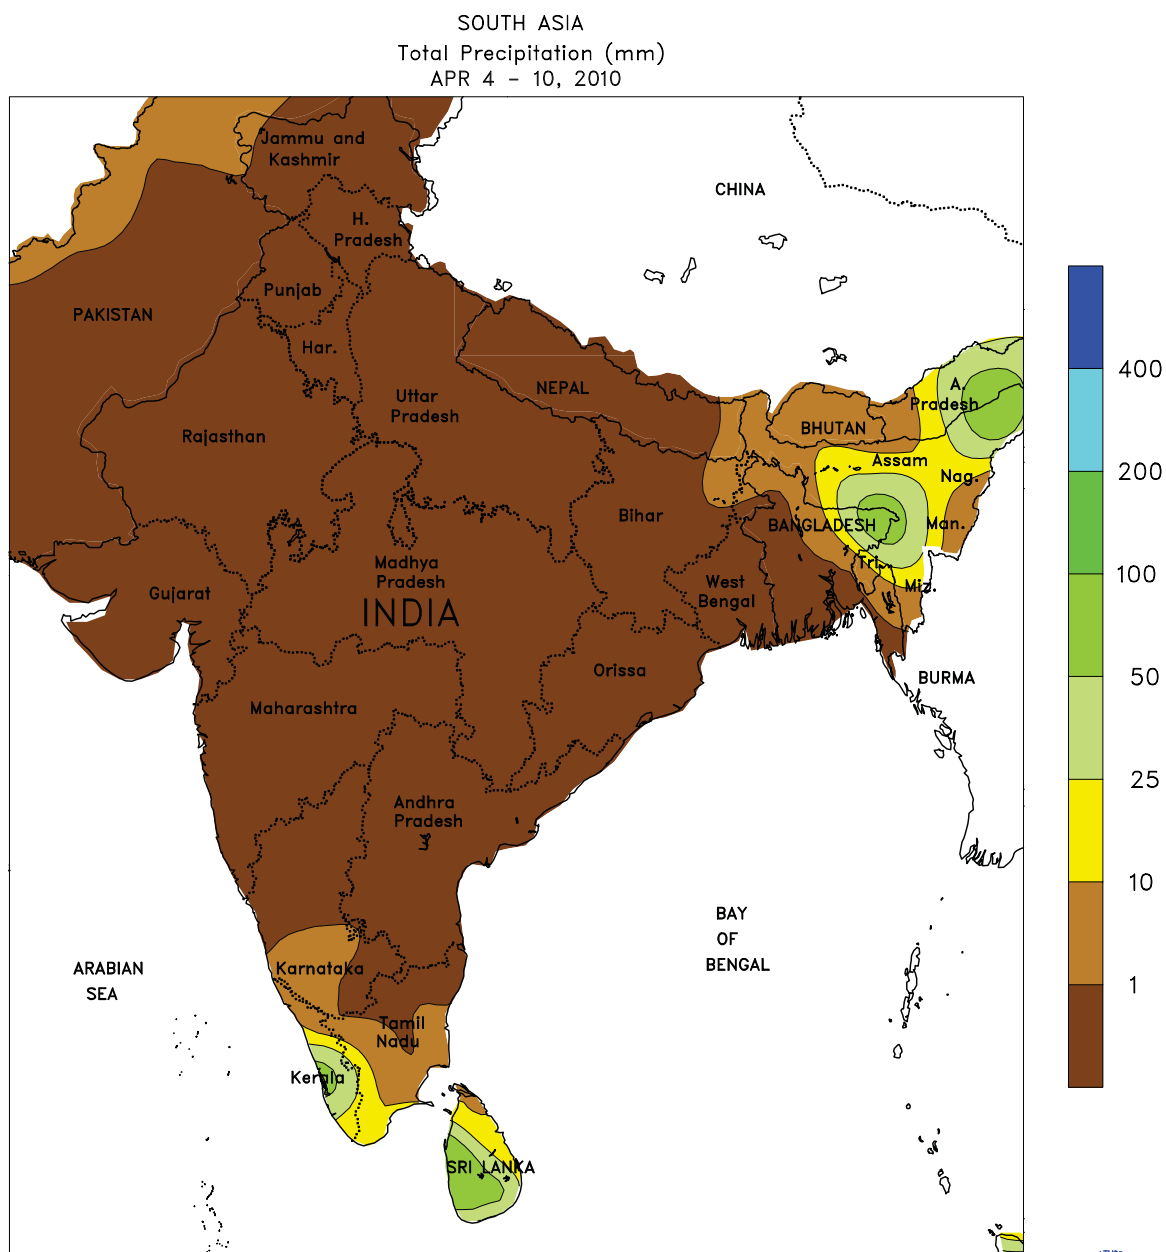 SOUTH ASIA
Total Precipitation (mm)
APR 4 - 10, 2010
Jammu and
Kashmir
CHINA
H.
Pradesh
Punjab
PAKISTAN
Har.
NEPAL
A.
Pradesh
Uttar
Pradesh
BHUTAN
Rajasthan
Assam
Nag.
Bihar
BANGLADESH
Man.
Madhya
Pradesh
Tri.
Gujarat
West
Bengal
Miz.
INDIA
Orissa
BURMA
Maharashtra
Andhra
Pradesh
BAY
OF
BENGAL
ARABIAN
SEA
Karnataka
Tamil
Nadu
Kerala
SRI LANKA
400
200
100
50
25
10
1